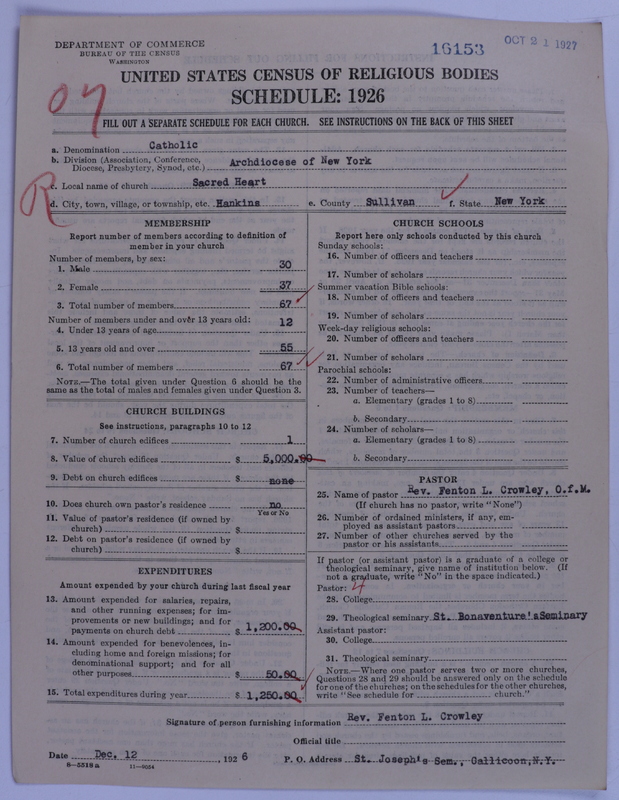 DEPARTMENT OF COMMERCE
BUREAU OF THE CENSUS
WASHINGTON
16153
OCT 21 1927
UNITED STATES CENSUS OF RELIGIOUS BODIES
SCHEDULE: 1926
FILL OUT A SEPARATE SCHEDULE FOR EACH CHURCH. SEE INSTRUCTIONS ON THE BACK OF THIS SHEET
a. Denomination Catholic
b. Division (Association, Conference, Diocese, Presbytery, Synod, etc.) Archdiocese of New York
R
c. Local name of church Sacred Heart
d. City, town, village, or township, etc. Hankins e. County Sullivan f. State New York
MEMBERSHIP
Report number of members according to definition of
member in your church
Number of members, by sex:
1. Male 30
2. Female 37
3. Total number of members 67
Number of members under and over 13 years old:
4. Under 13 years of age 12
5. 13 years old and over 55
6. Total number of members 67
NOTE.—The total given under Question 6 should be the
same as the total of males and females given under Question 3.
CHURCH BUILDINGS
See instructions, paragraphs 10 to 12
7. Number of church edifices 1
8. Value of church edifices $ 5,000.00
9. Debt on church edifices $ none
10. Does church own pastor's residence no
Yes or No
11. Value of pastor's residence (if owned by
church) $
12. Debt on pastor's residence (if owned by
church) $
EXPENDITURES
Amount expended by your church during last fiscal year
13. Amount expended for salaries, repairs,
and other running expenses; for im-
provements or new buildings; and for
payments on church debt $ 1,200.00
14. Amount expended for benevolences, in-
cluding home and foreign missions; for
denominational support; and for all
other purposes $ 50.00
15. Total expenditures during year $ 1,250.00
CHURCH SCHOOLS
Report here only schools conducted by this church
Sunday schools:
16. Number of officers and teachers
17. Number of scholars
Summer vacation Bible schools:
18. Number of officers and teachers
19. Number of scholars
Week-day religious schools:
20. Number of officers and teachers
21. Number of scholars
Parochial schools:
22. Number of administrative officers
23. Number of teachers—
a. Elementary (grades 1 to 8)
b. Secondary
24. Number of scholars—
a. Elementary (grades 1 to 8)
b. Secondary
PASTOR
25. Name of pastor Rev. Fenton L. Crowley, O.f.M.
(If church has no pastor, write "None")
26. Number of ordained ministers, if any, em-
ployed as assistant pastors
27. Number of other churches served by the
pastor or his assistants
If pastor (or assistant pastor) is a graduate of a college or
theological seminary, give name of institution below. (If
not a graduate, write "No" in the space indicated.)
Pastor: 4
28. College
29. Theological seminary St. Bonaventure's Seminary
Assistant pastor:
30. College
31. Theological seminary
NOTE.—Where one pastor serves two or more churches,
Questions 28 and 29 should be answered only on the schedule
for one of the churches; on the schedules for the other churches,
write "See schedule for church."
Signature of person furnishing information Rev. Fenton L. Crowley
Official title
Date Dec. 12, 1926 P. O. Address St. Joseph's Sem., Callicoon, N.Y.
8-5518a 11-9654